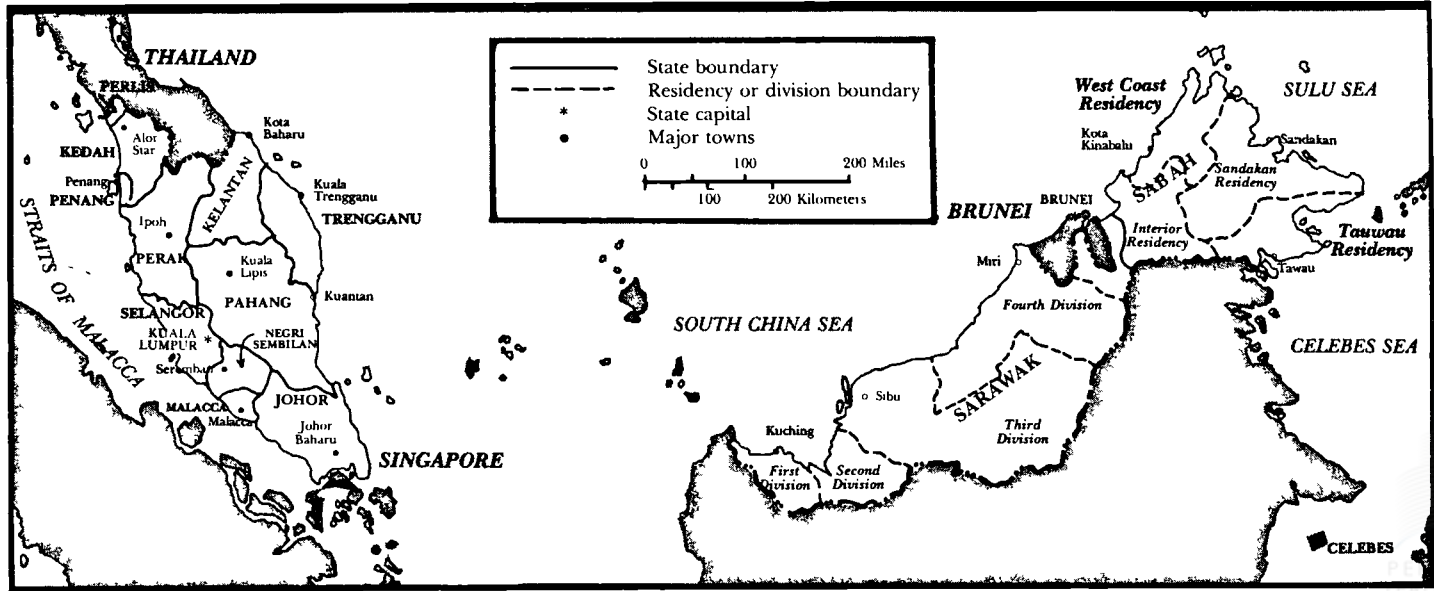 THAILAND
PERLIS
Alor
Star
KEDAH
Penang
PENANG
Kota
Baharu
KELANTAN
Kuala
Trengganu
TRENGGANU
Ipoh
PERAK
Kuala
Lipis
PAHANG
Kuantan
SELANGOR
KUALA
LUMPUR
NEGRI
SEMBILAN
Seremban
MALACCA
Malacca
JOHOR
Johor
Baharu
SINGAPORE
STRAITS OF MALACCA
State boundary
Residency or division boundary
* State capital
Major towns
0 100 200 Miles
100 200 Kilometers
SOUTH CHINA SEA
West Coast
Residency
SULU SEA
Kota
Kinabalu
SABAH
Sandakan
Sandakan
Residency
BRUNEI
BRUNEI
Interior
Residency
Tauwau
Residency
Tawau
Miri
Fourth Division
CELEBES SEA
SARAWAK
Sibu
Third
Division
Kuching
First
Division
Second
Division
CELEBES